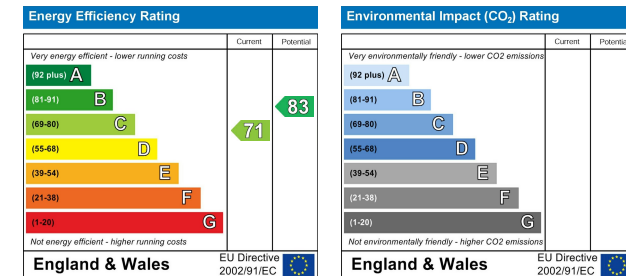 Energy Efficiency Rating
Current Potential
Very energy efficient - lower running costs
(92 plus) A
(81-91) B
83
(69-80) C
71
(55-68) D
(39-54) E
(21-38) F
(1-20) G
Not energy efficient - higher running costs
England & Wales
EU Directive
2002/91/EC
Environmental Impact (CO₂) Rating
Current Potential
Very environmentally friendly - lower CO2 emissions
(92 plus) A
(81-91) B
(69-80) C
(55-68) D
(39-54) E
(21-38) F
(1-20) G
Not environmentally friendly - higher CO2 emissions
England & Wales
EU Directive
2002/91/EC